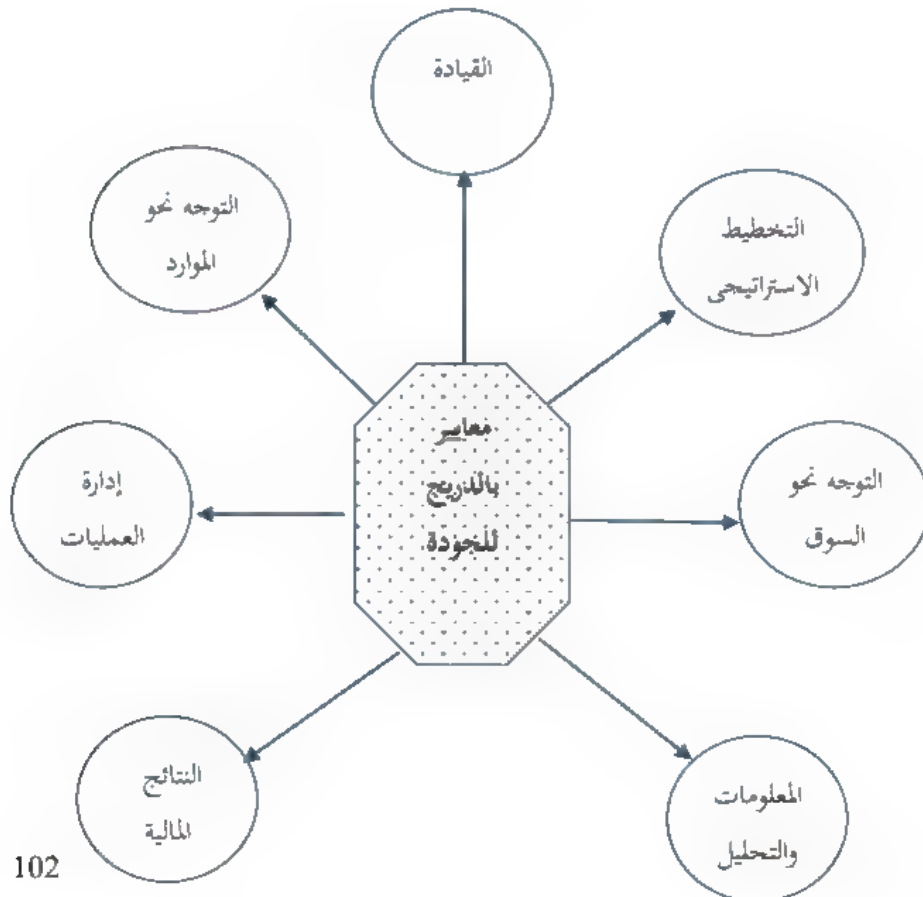 القيادة
التوجه نحو
الموارد
التخطيط
الاستراتيجى
معايير
بالدريج
للجودة
إدارة
العمليات
التوجه نحو
السوق
النتائج
المالية
المعلومات
والتحليل
102